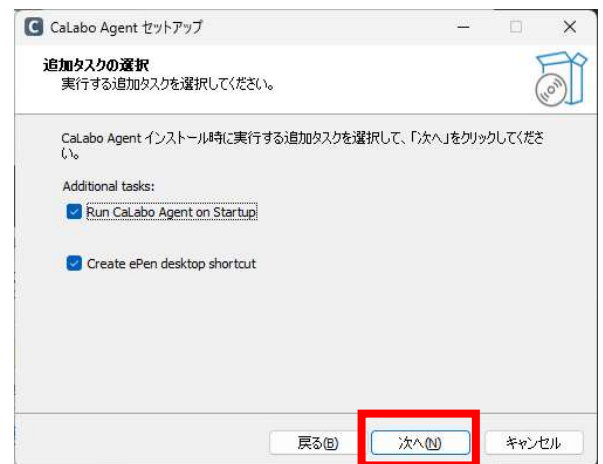 CaLabo Agent セットアップ
追加タスクの選択
実行する追加タスクを選択してください。
CaLabo Agent インストール時に実行する追加タスクを選択して、「次へ」をクリックしてくださ
い。
Additional tasks:
Run CaLabo Agent on Startup
Create ePen desktop shortcut
戻る(B) 次へ(N) キャンセル